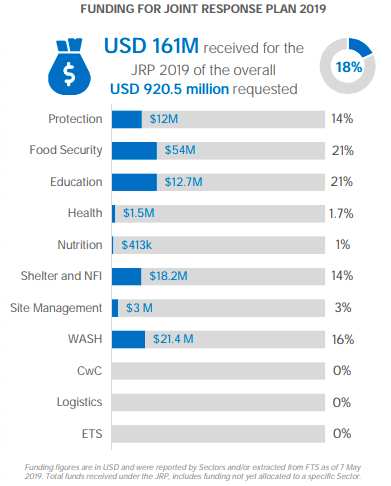 FUNDING FOR JOINT RESPONSE PLAN 2019
USD 161M received for the
JRP 2019 of the overall
USD 920.5 million requested
18%
$
Protection $12M 14%
Food Security $54M 21%
Education $12.7M 21%
Health $1.5M 1.7%
Nutrition $413k 1%
Shelter and NFI $18.2M 14%
Site Management $3 M 3%
WASH $21.4 M 16%
CwC 0%
Logistics 0%
ETS 0%
Funding figures are in USD and were reported by Sectors and/or extracted from FTS as of 7 May
2019. Total funds received under the JRP, includes funding not yet allocated to a specific Sector.